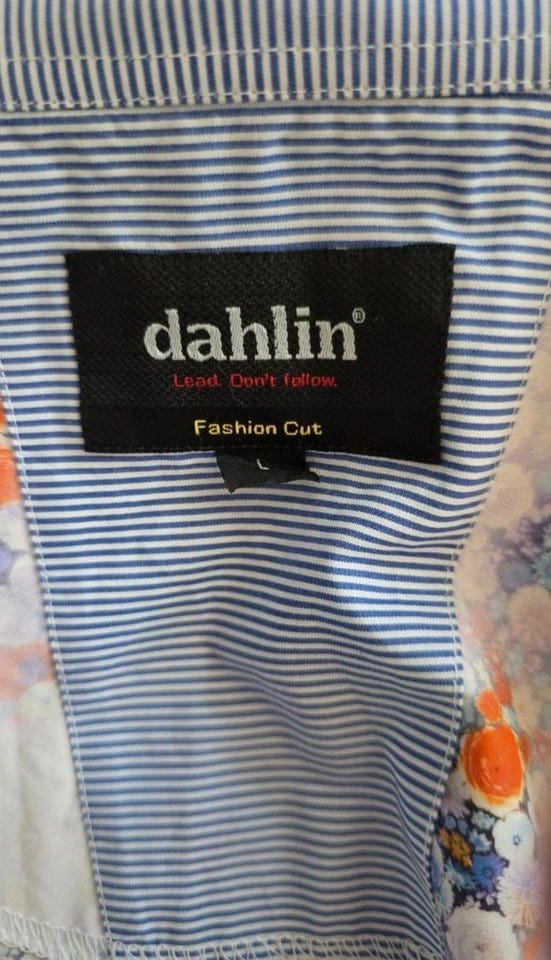 dahlin®
Lead. Don't follow.
Fashion Cut
L